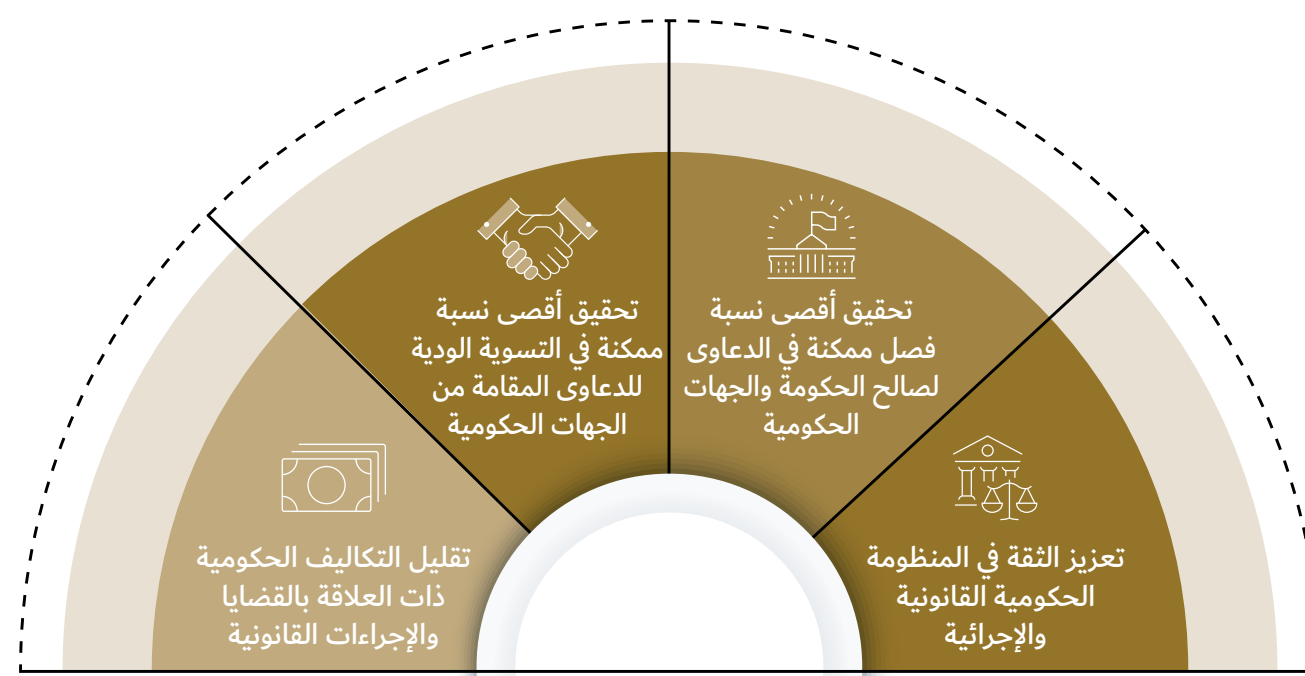 تعزيز الثقة في المنظومة
الحكومية القانونية
والإجرائية
تحقيق أقصى نسبة
فصل ممكنة في الدعاوى
لصالح الحكومة والجهات
الحكومية
تحقيق أقصى نسبة
ممكنة في التسوية الودية
للدعاوى المقامة من
الجهات الحكومية
تقليل التكاليف الحكومية
ذات العلاقة بالقضايا
والإجراءات القانونية